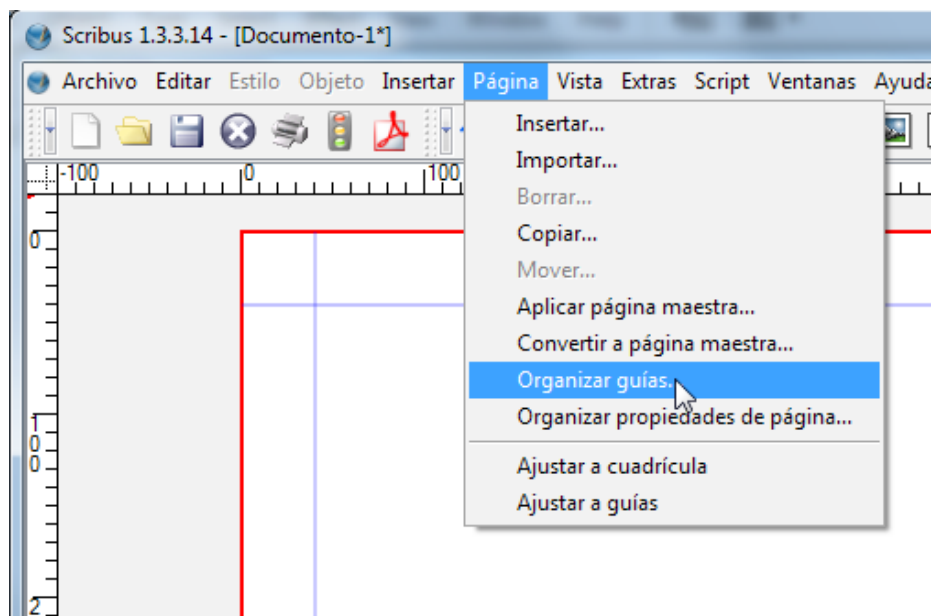 Scribus 1.3.3.14 - [Documento-1*]
Archivo Editar Estilo Objeto Insertar Página Vista Extras Script Ventanas Ayuda
-100 0 100
Insertar...
Importar...
Borrar...
Copiar...
Mover...
Aplicar página maestra...
Convertir a página maestra...
Organizar guías...
Organizar propiedades de página...
Ajustar a cuadrícula
Ajustar a guías
0
1
0
0
2